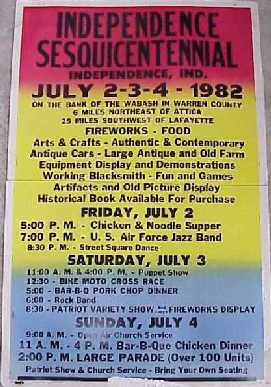 INDEPENDENCE
SESQUICENTENNIAL
INDEPENDENCE, IND.
JULY 2-3-4 - 1982
ON THE BANK OF THE WABASH IN WARREN COUNTY
6 MILES NORTHEAST OF ATTICA
25 MILES SOUTHWEST OF LAFAYETTE
FIREWORKS - FOOD
Arts & Crafts - Authentic & Contemporary
Antique Cars - Large Antique and Old Farm
Equipment Display and Demonstrations
Working Blacksmith - Fun and Games
Artifacts and Old Picture Display
Historical Book Available For Purchase
FRIDAY, JULY 2
5:00 P. M. - Chicken & Noodle Supper
7:00 P. M. - U. S. Air Force Jazz Band
8:30 P. M. - Street Square Dance
SATURDAY, JULY 3
11:00 A. M. & 4:00 P. M. - Puppet Show
12:30 - BIKE MOTO CROSS RACE
5:00 - BAR-B-Q PORK CHOP DINNER
6:00 - Rock Band
8:30 - PATRIOT VARIETY SHOW FIREWORKS DISPLAY
SUNDAY, JULY 4
9:00 A. M. - Open Air Church Service
11 A. M. - 4 P. M. Bar-B-Que Chicken Dinner
2:00 P. M. LARGE PARADE (Over 100 Units)
Patriot Show & Church Service - Bring Your Own Seating